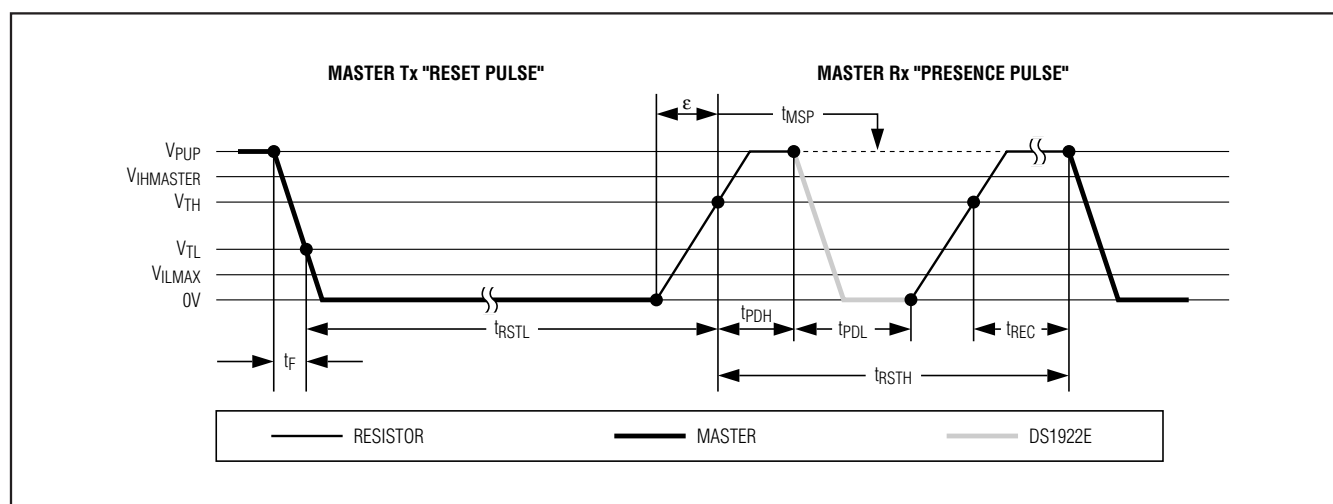 MASTER Tx "RESET PULSE" MASTER Rx "PRESENCE PULSE"
ε
tMSP
VPUP
VIHMASTER
VTH
VTL
VILMAX
0V
tRSTL tPDH tPDL tREC
tF
tRSTH
RESISTOR MASTER DS1922E